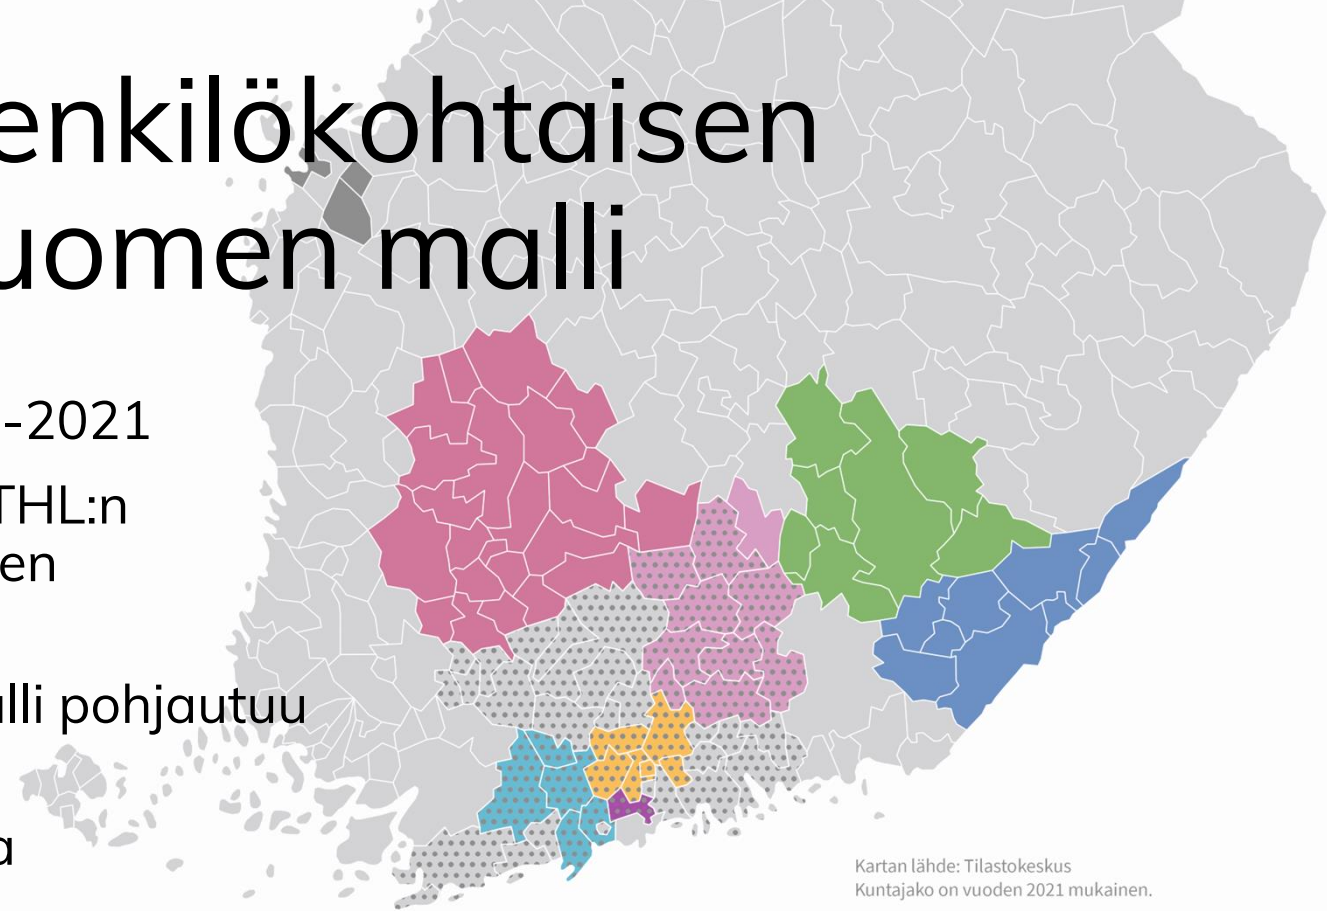 enkilökohtaisen
uomen malli
-2021
THL:n
en
lli pohjautuu
a
Kartan lähde: Tilastokeskus
Kuntajako on vuoden 2021 mukainen.